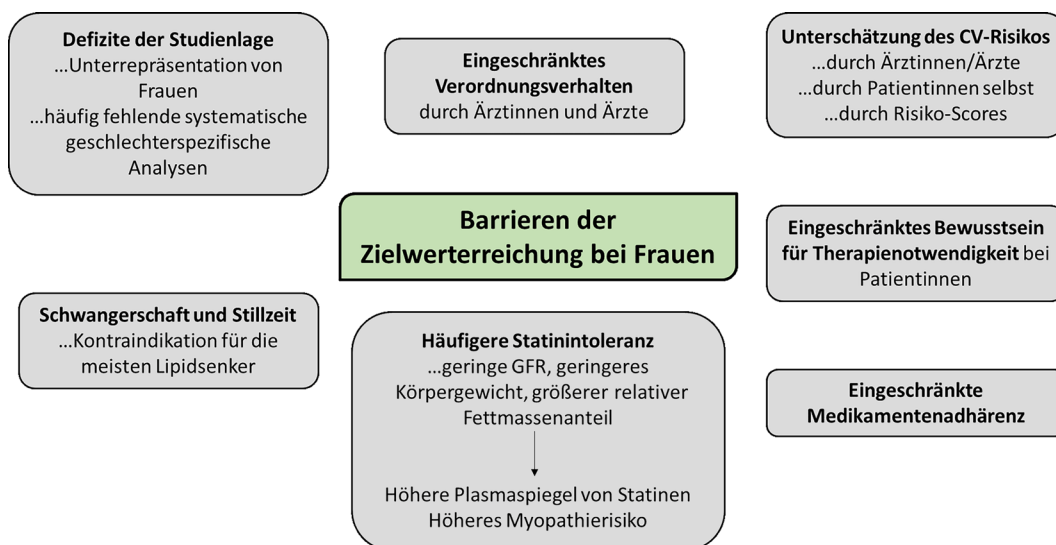 Defizite der Studienlage
...Unterrepräsentation von
Frauen
...häufig fehlende systematische
geschlechterspezifische
Analysen
Eingeschränktes
Verordnungsverhalten
durch Ärztinnen und Ärzte
Unterschätzung des CV-Risikos
...durch Ärztinnen/Ärzte
...durch Patientinnen selbst
...durch Risiko-Scores
Barrieren der
Zielwerterreichung bei Frauen
Eingeschränktes Bewusstsein
für Therapienotwendigkeit bei
Patientinnen
Schwangerschaft und Stillzeit
...Kontraindikation für die
meisten Lipidsenker
Häufigere Statinintoleranz
...geringe GFR, geringeres
Körpergewicht, größerer relativer
Fettmassenanteil
Höhere Plasmaspiegel von Statinen
Höheres Myopathierisiko
Eingeschränkte
Medikamentenadhärenz